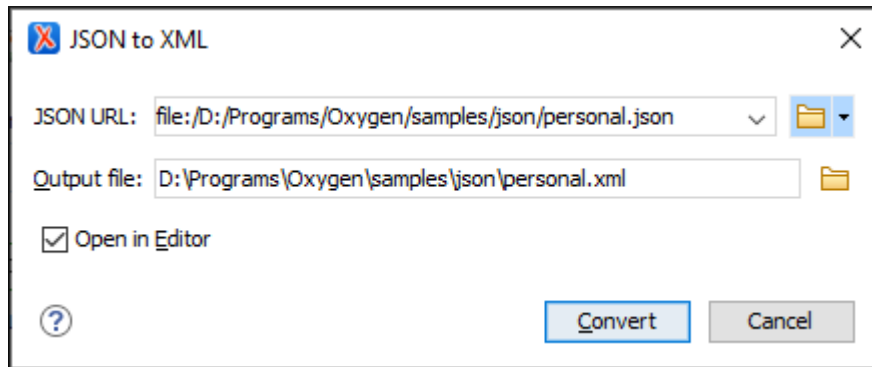 JSON to XML
JSON URL: file:/D:/Programs/Oxygen/samples/json/personal.json
Output file: D:\Programs\Oxygen\samples\json\personal.xml
Open in Editor
? Convert Cancel